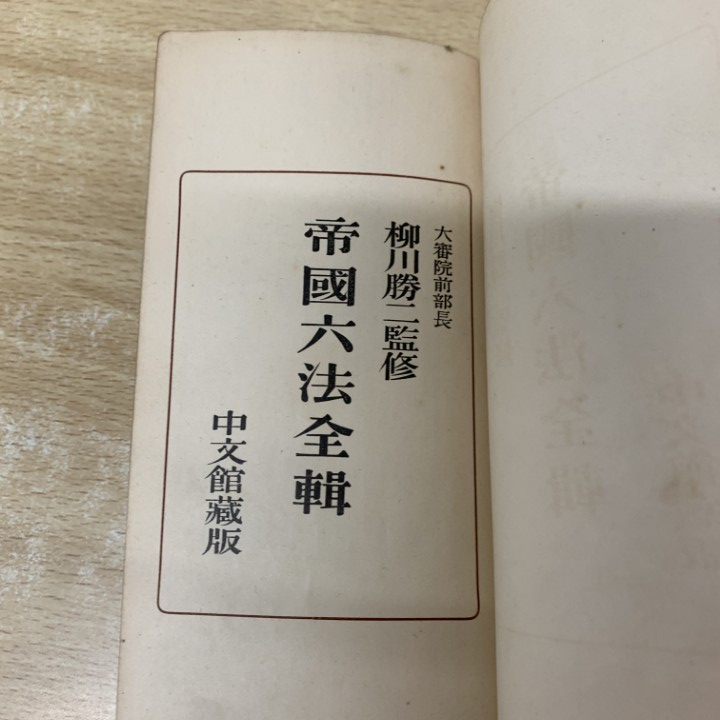 大審院前部長
柳川勝二監修
帝國六法全輯
中文館藏版